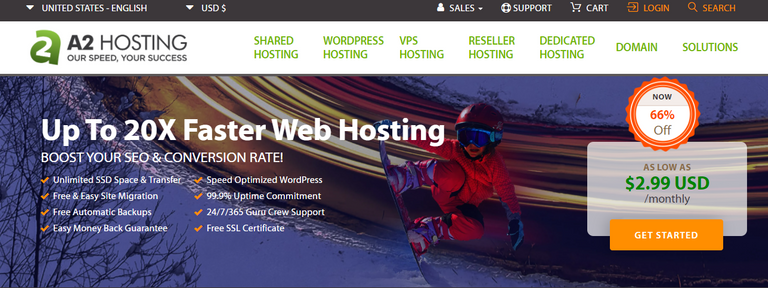 UNITED STATES - ENGLISH
USD $
SALES
SUPPORT
CART
LOGIN
SEARCH
A2 HOSTING
OUR SPEED, YOUR SUCCESS
SHARED
HOSTING
WORDPRESS
HOSTING
VPS
HOSTING
RESELLER
HOSTING
DEDICATED
HOSTING
DOMAIN
SOLUTIONS
Up To 20X Faster Web Hosting
BOOST YOUR SEO & CONVERSION RATE!
Unlimited SSD Space & Transfer
Free & Easy Site Migration
Free Automatic Backups
Easy Money Back Guarantee
Speed Optimized WordPress
99.9% Uptime Commitment
24/7/365 Guru Crew Support
Free SSL Certificate
NOW
66%
Off
AS LOW AS
$2.99 USD
/monthly
GET STARTED